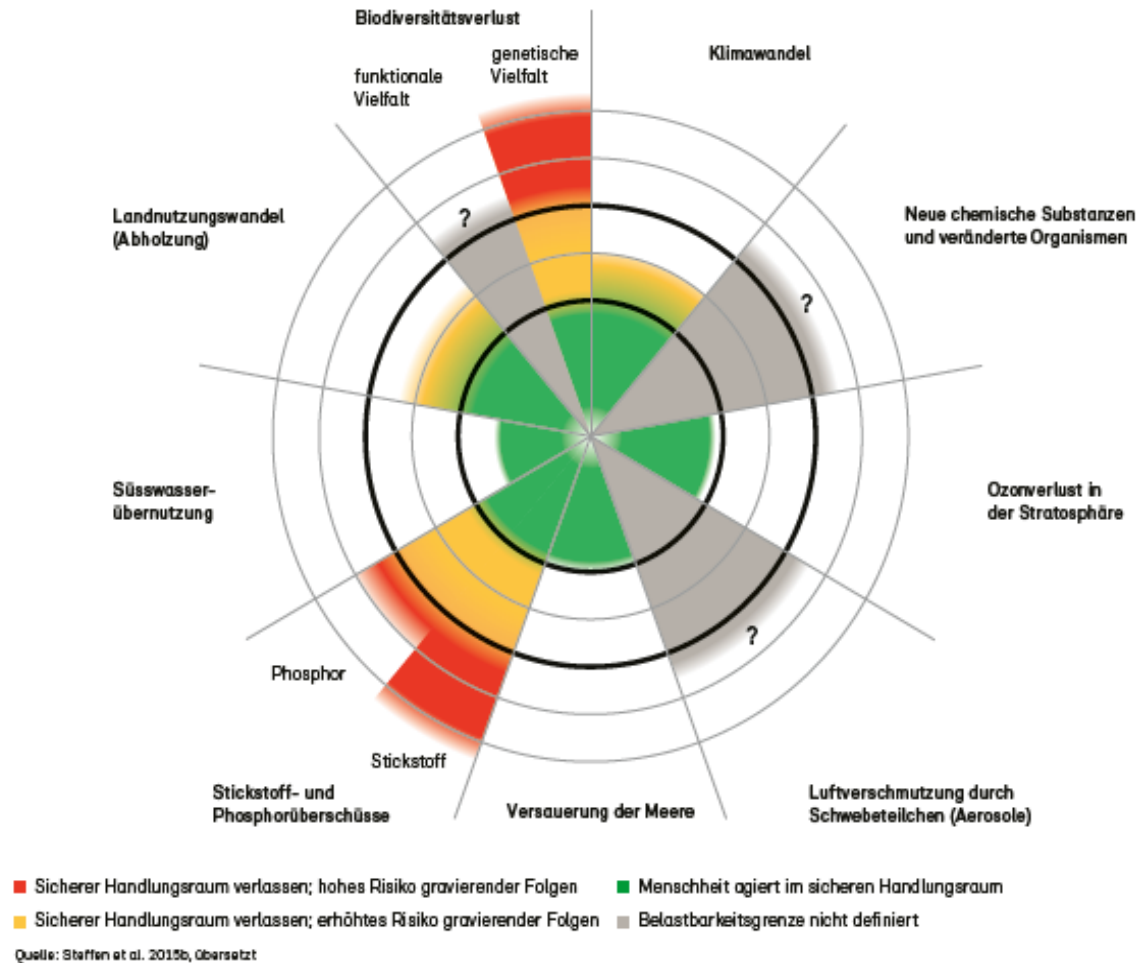 Biodiversitätsverlust
genetische
Vielfalt
funktionale
Vielfalt
Klimawandel
Landnutzungswandel
(Abholzung)
?
Neue chemische Substanzen
und veränderte Organismen
?
Süsswasser-
übernutzung
Ozonverlust in
der Stratosphäre
?
Phosphor
Stickstoff
Stickstoff- und
Phosphorüberschüsse
Versauerung der Meere
Luftverschmutzung durch
Schwebeteilchen (Aerosole)
Sicherer Handlungsraum verlassen; hohes Risiko gravierender Folgen
Menschheit agiert im sicheren Handlungsraum
Sicherer Handlungsraum verlassen; erhöhtes Risiko gravierender Folgen
Belastbarkeitsgrenze nicht definiert
Quelle: Steffen et al. 2015b, übersetzt